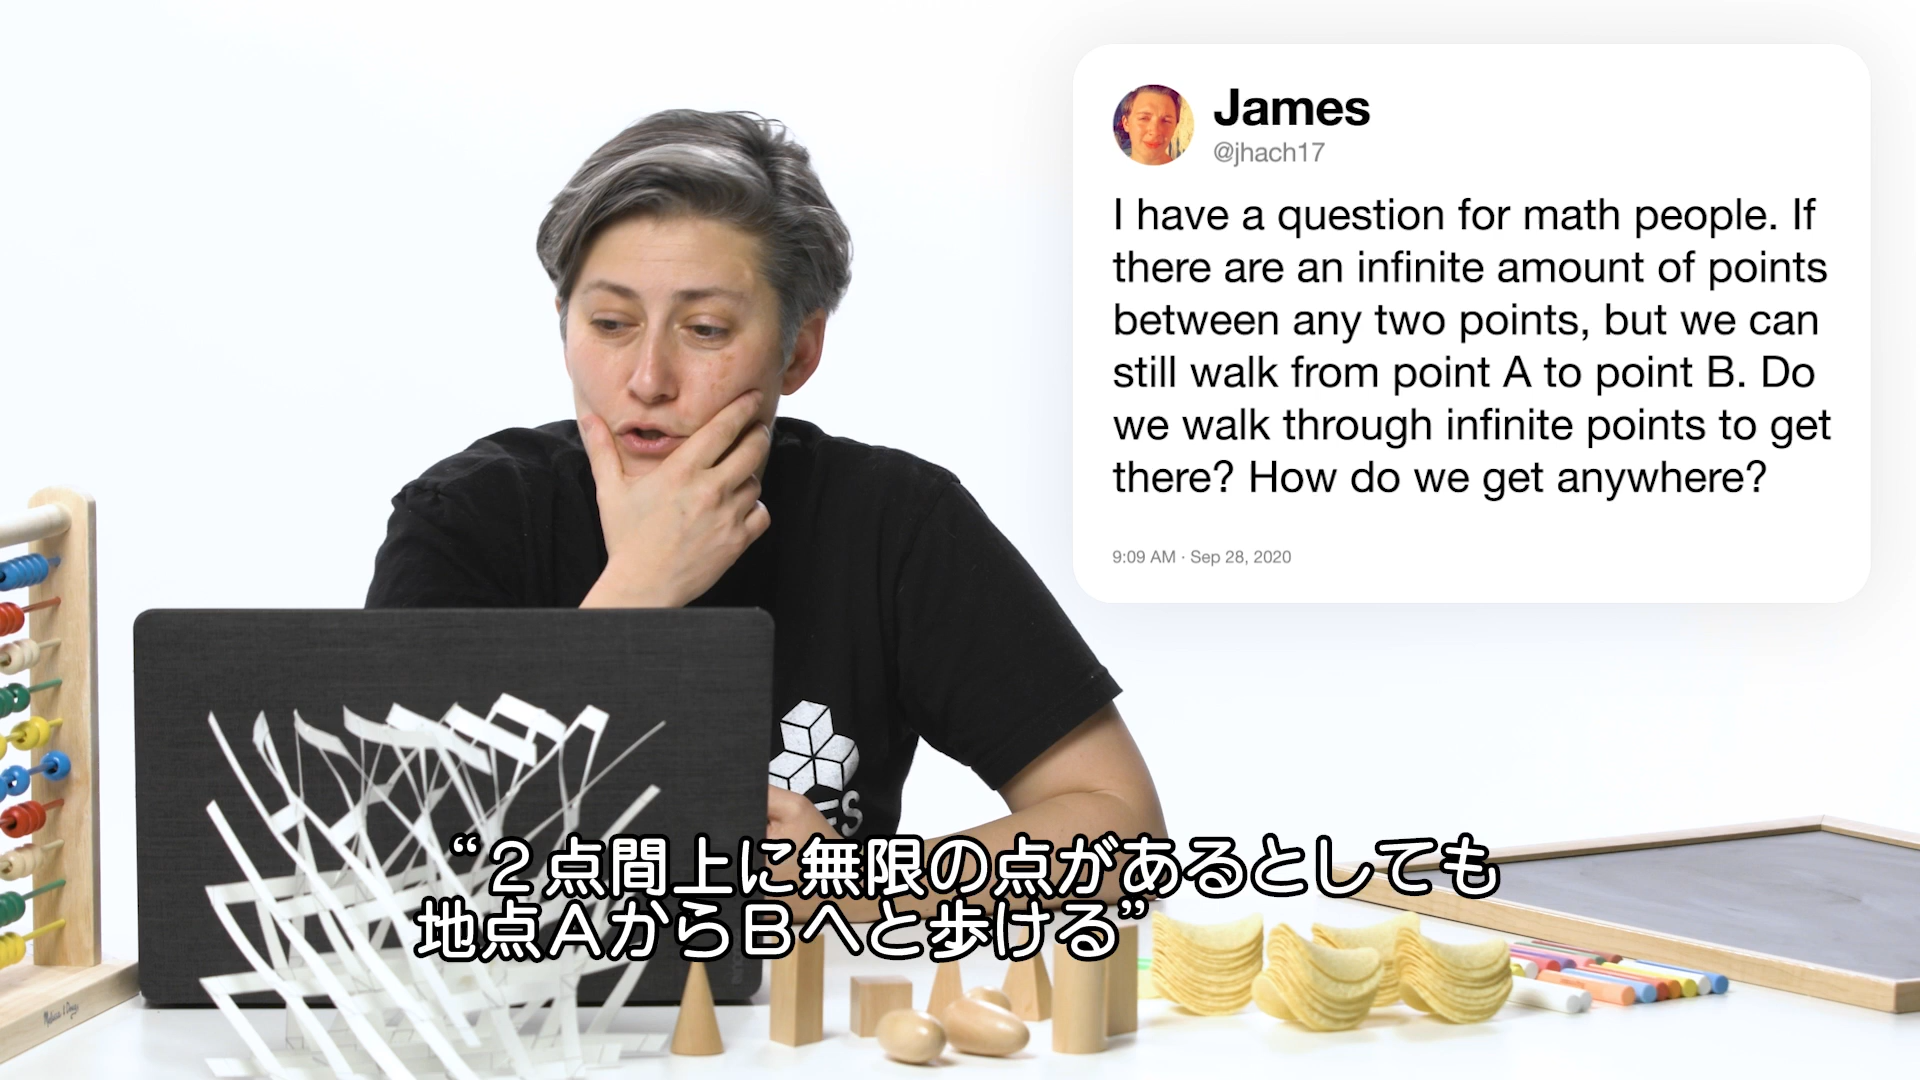 James
@jhach17
I have a question for math people. If
there are an infinite amount of points
between any two points, but we can
still walk from point A to point B. Do
we walk through infinite points to get
there? How do we get anywhere?
9:09 AM · Sep 28, 2020
“２点間上に無限の点があるとしても
地点ＡからＢへと歩ける”
Melissa & Doug